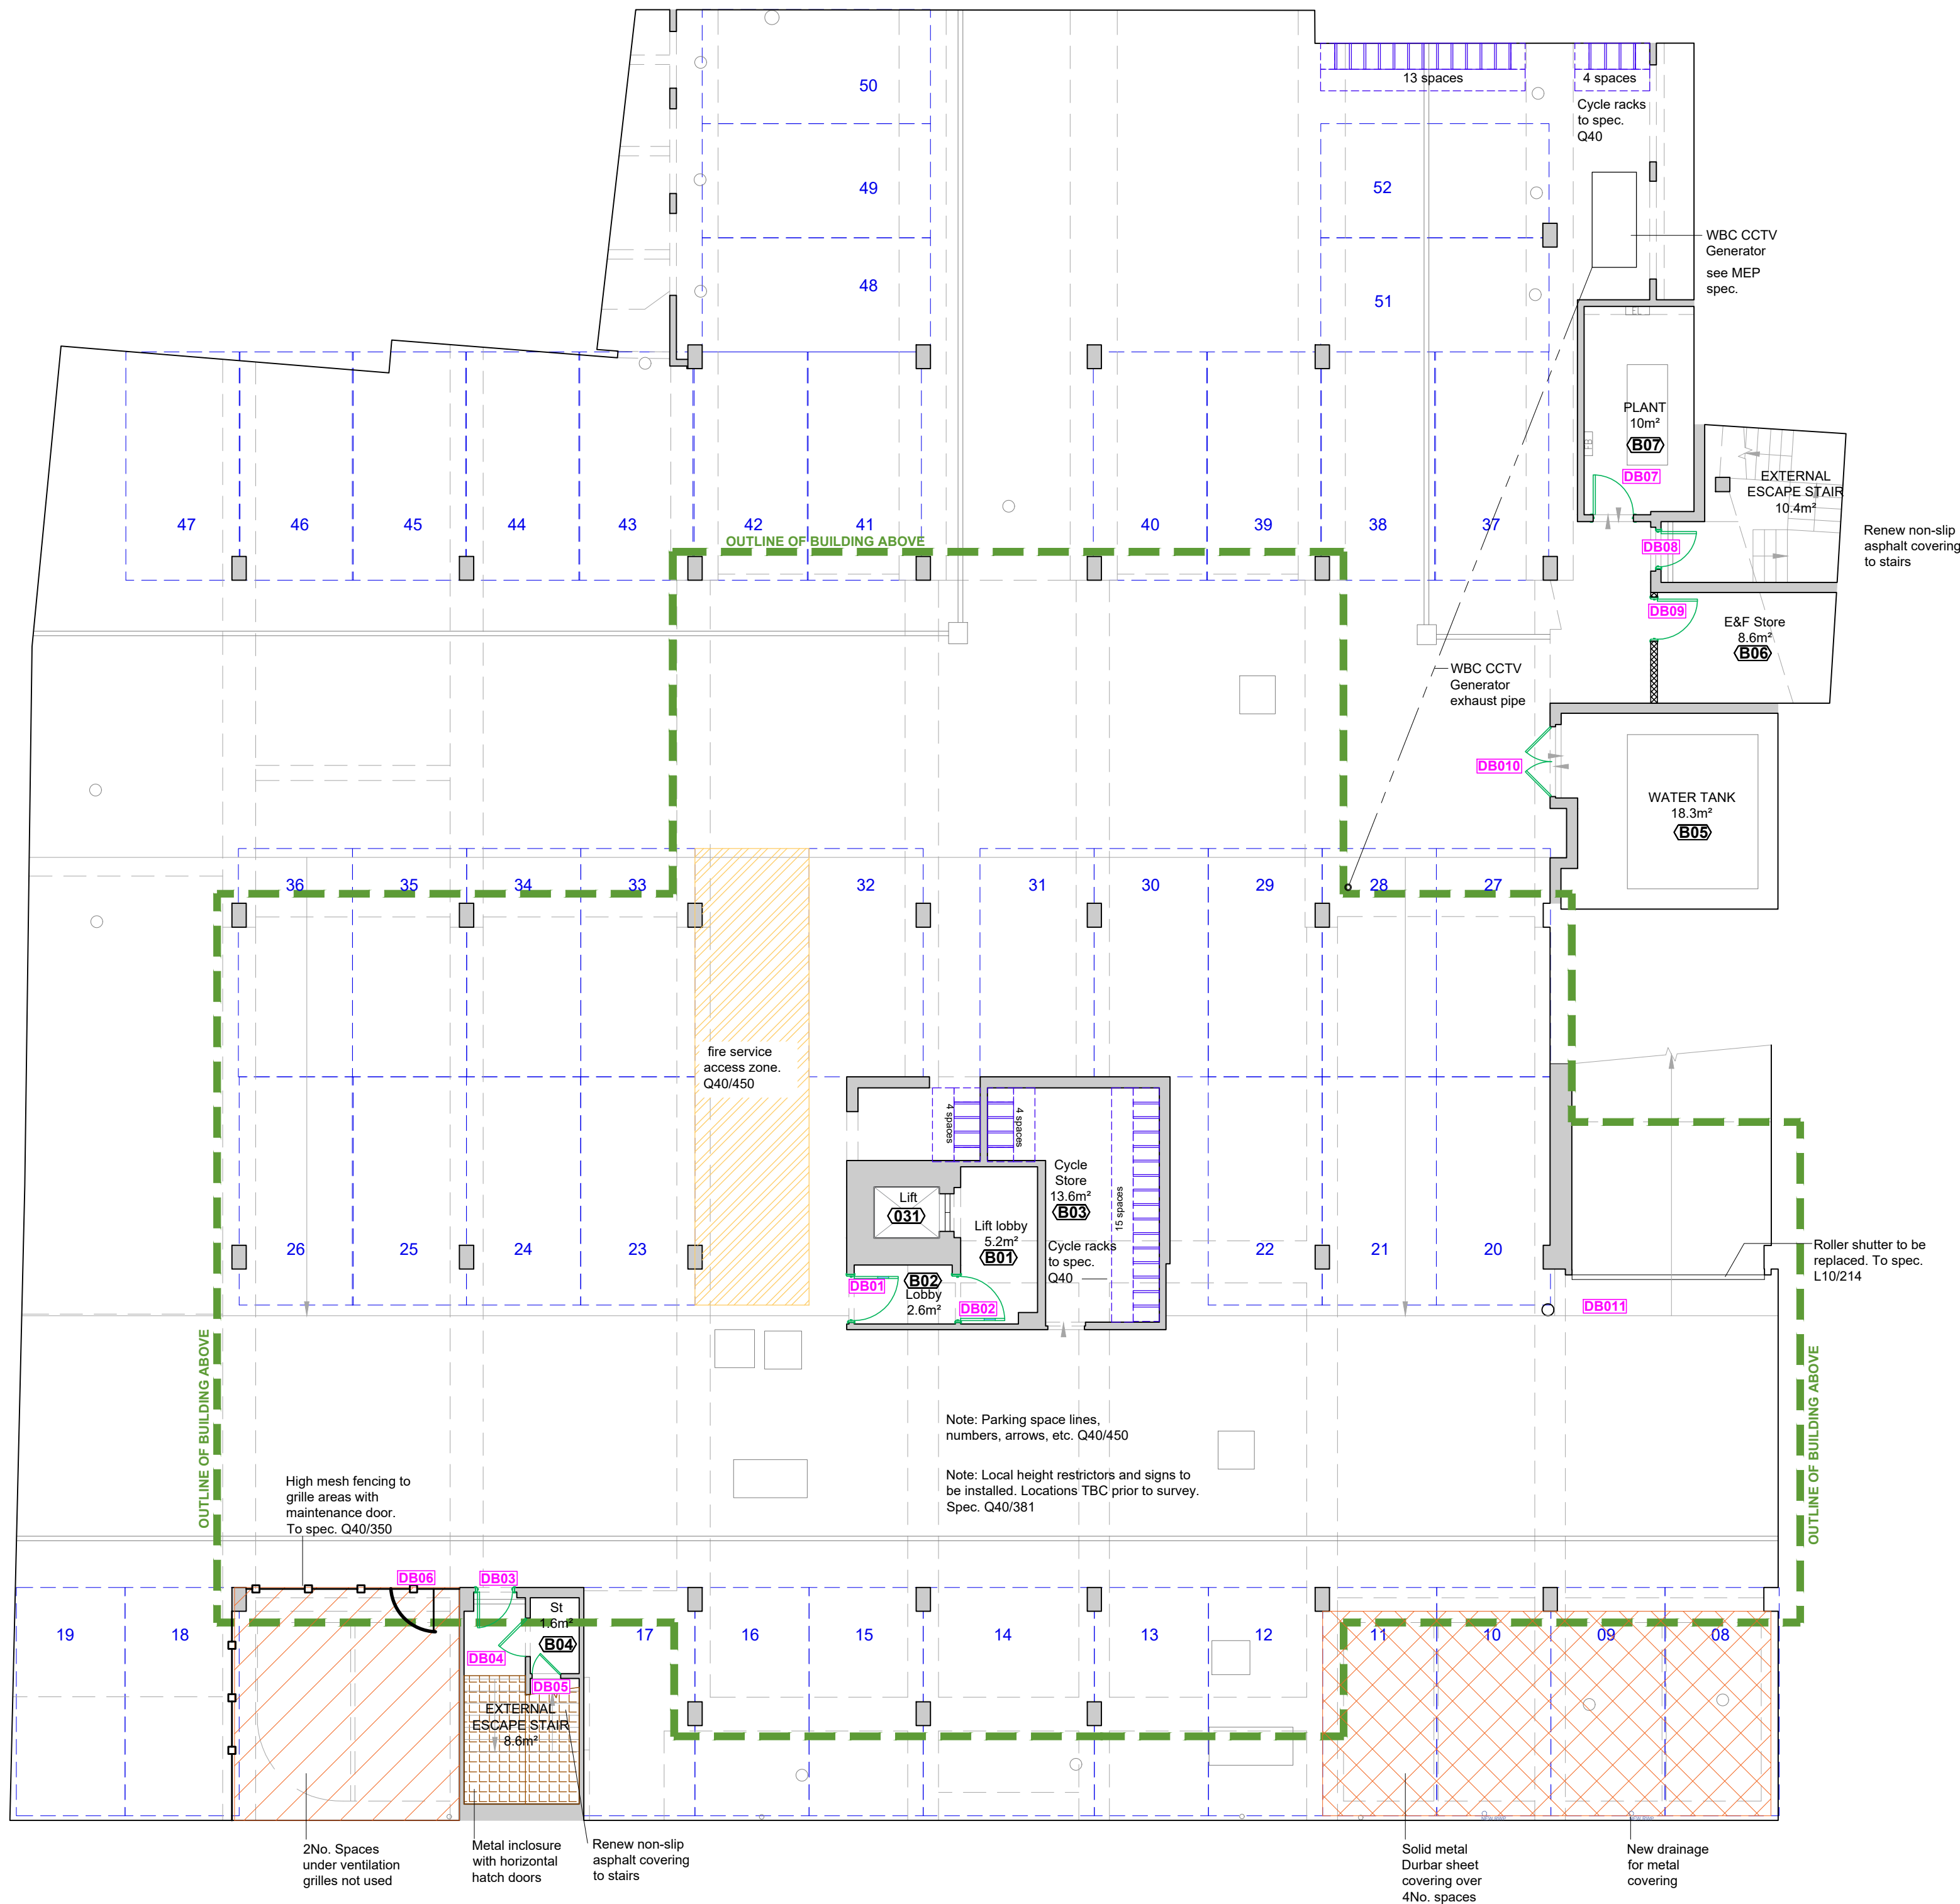 50
13 spaces
4 spaces
Cycle racks
to spec.
Q40
49
52
WBC CCTV
Generator
see MEP
spec.
48
51
PLANT
10m²
B07
DB07
FB
EXTERNAL
ESCAPE STAIR
10.4m²
47
46
45
44
43
42
41
40
39
38
37
OUTLINE OF BUILDING ABOVE
DB08
Renew non-slip
asphalt covering
to stairs
DB09
E&F Store
8.6m²
B06
WBC CCTV
Generator
exhaust pipe
DB010
WATER TANK
18.3m²
B05
36
35
34
33
32
31
30
29
28
27
fire service
access zone.
Q40/450
4 spaces
4 spaces
Cycle
Store
13.6m²
B03
15 spaces
Lift
031
Lift lobby
5.2m²
B01
Cycle racks
to spec.
Q40
26
25
24
23
22
21
20
DB01
B02
Lobby
2.6m²
DB02
Roller shutter to be
replaced. To spec.
L10/214
DB011
OUTLINE OF BUILDING ABOVE
OUTLINE OF BUILDING ABOVE
Note: Parking space lines,
numbers, arrows, etc. Q40/450
Note: Local height restrictors and signs to
be installed. Locations TBC prior to survey.
Spec. Q40/381
High mesh fencing to
grille areas with
maintenance door.
To spec. Q40/350
DB06
DB03
St
1.6m²
B04
DB04
DB05
19
18
17
16
15
14
13
12
11
10
09
08
EXTERNAL
ESCAPE STAIR
8.6m²
2No. Spaces
under ventilation
grilles not used
Metal inclosure
with horizontal
hatch doors
Renew non-slip
asphalt covering
to stairs
Solid metal
Durbar sheet
covering over
4No. spaces
New drainage
for metal
covering